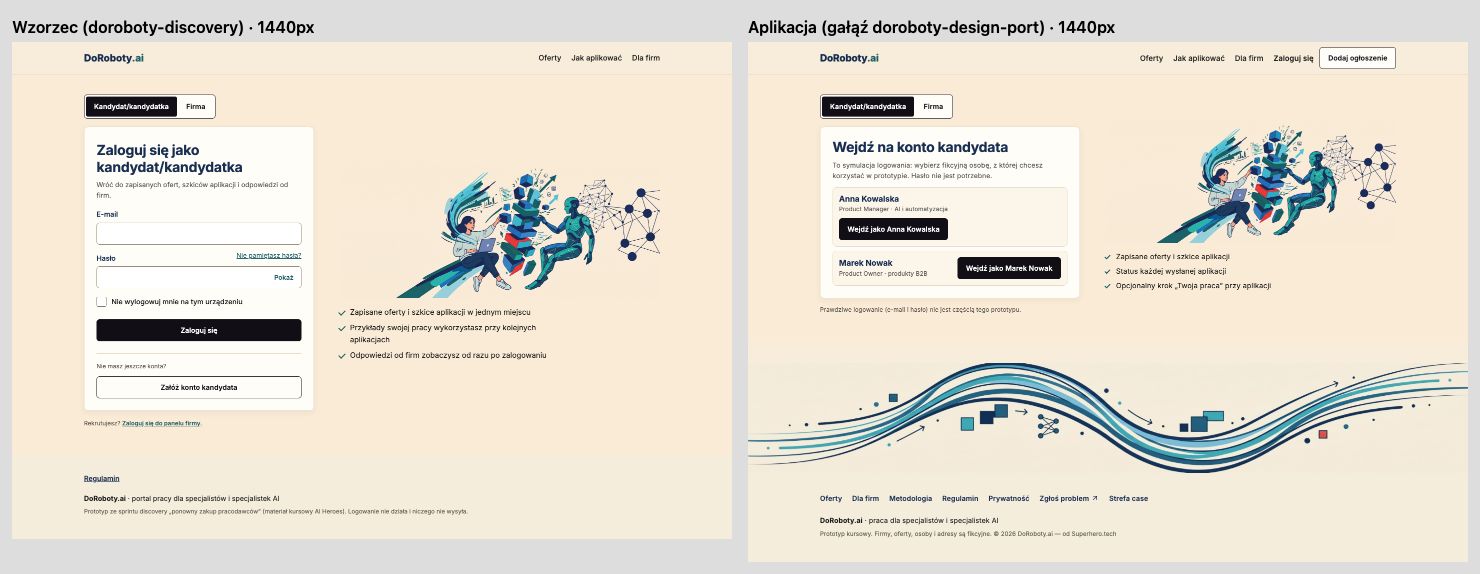 Wzorzec (doroboty-discovery) · 1440px
DoRoboty.ai
Oferty Jak aplikować Dla firm
Kandydat/kandydatka Firma
Zaloguj się jako
kandydat/kandydatka
Wróć do zapisanych ofert, szkiców aplikacji i odpowiedzi od
firm.
E-mail
Hasło Nie pamiętasz hasła?
Pokaż
Nie wylogowuj mnie na tym urządzeniu
Zaloguj się
Nie masz jeszcze konta?
Załóż konto kandydata
Rekrutujesz? Zaloguj się do panelu firmy.
Zapisane oferty i szkice aplikacji w jednym miejscu
Przykłady swojej pracy wykorzystasz przy kolejnych
aplikacjach
Odpowiedzi od firm zobaczysz od razu po zalogowaniu
Regulamin
DoRoboty.ai · portal pracy dla specjalistów i specjalistek AI
Prototyp ze sprintu discovery „ponowny zakup pracodawców” (materiał kursowy AI Heroes). Logowanie nie działa i niczego nie wysyła.
Aplikacja (gałąź doroboty-design-port) · 1440px
DoRoboty.ai
Oferty Jak aplikować Dla firm Zaloguj się Dodaj ogłoszenie
Kandydat/kandydatka Firma
Wejdź na konto kandydata
To symulacja logowania: wybierz fikcyjną osobę, z której chcesz
korzystać w prototypie. Hasło nie jest potrzebne.
Anna Kowalska
Product Manager · AI i automatyzacja
Wejdź jako Anna Kowalska
Marek Nowak
Product Owner · produkty B2B
Wejdź jako Marek Nowak
Prawdziwe logowanie (e-mail i hasło) nie jest częścią tego prototypu.
Zapisane oferty i szkice aplikacji
Status każdej wysłanej aplikacji
Opcjonalny krok „Twoja praca” przy aplikacji
Oferty Dla firm Metodologia Regulamin Prywatność Zgłoś problem ↗ Strefa case
DoRoboty.ai · praca dla specjalistów i specjalistek AI
Prototyp kursowy. Firmy, oferty, osoby i adresy są fikcyjne. © 2026 DoRoboty.ai — od Superhero.tech